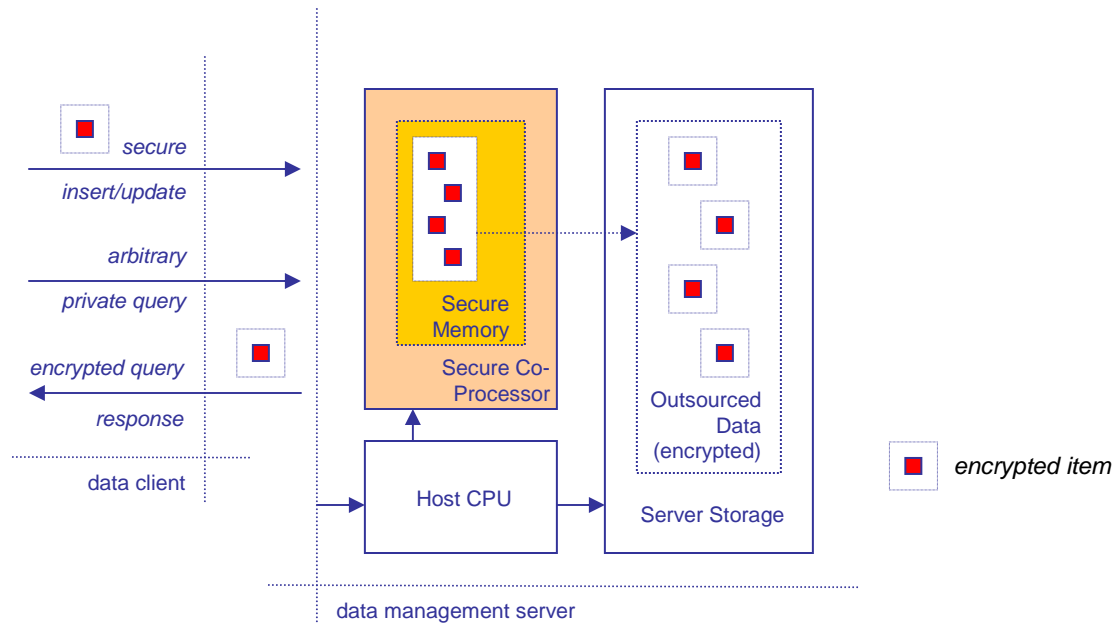 secure
insert/update
arbitrary
private query
encrypted query
response
data client
Secure
Memory
Secure Co-
Processor
Host CPU
Outsourced
Data
(encrypted)
Server Storage
encrypted item
data management server